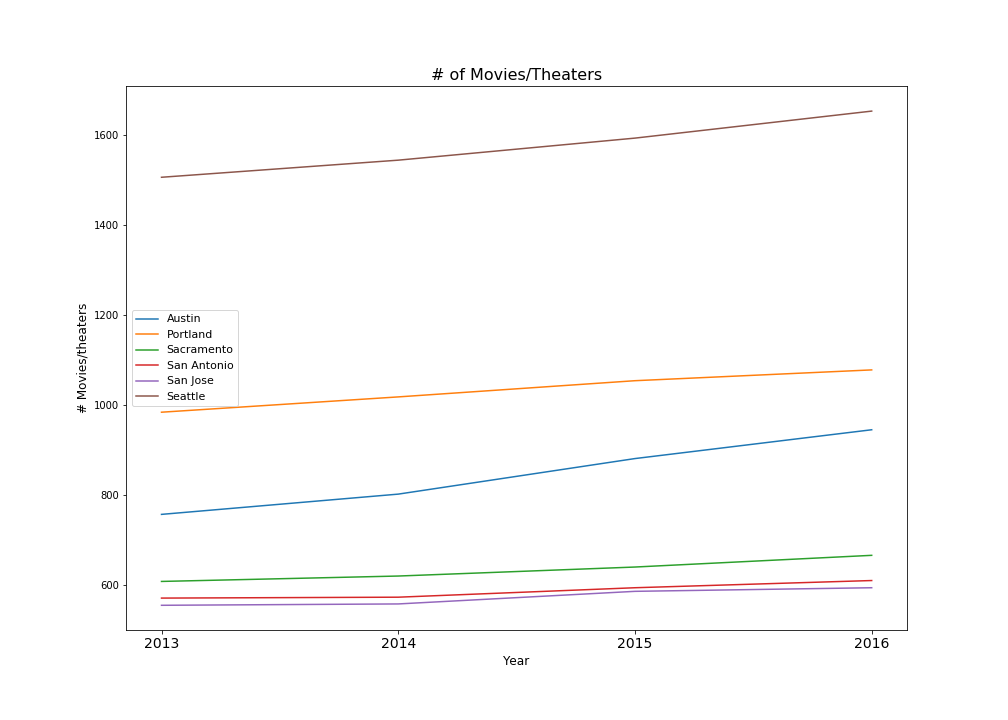 # of Movies/Theaters
1600
1400
1200
1000
800
600
# Movies/theaters
Austin
Portland
Sacramento
San Antonio
San Jose
Seattle
2013 2014 2015 2016
Year